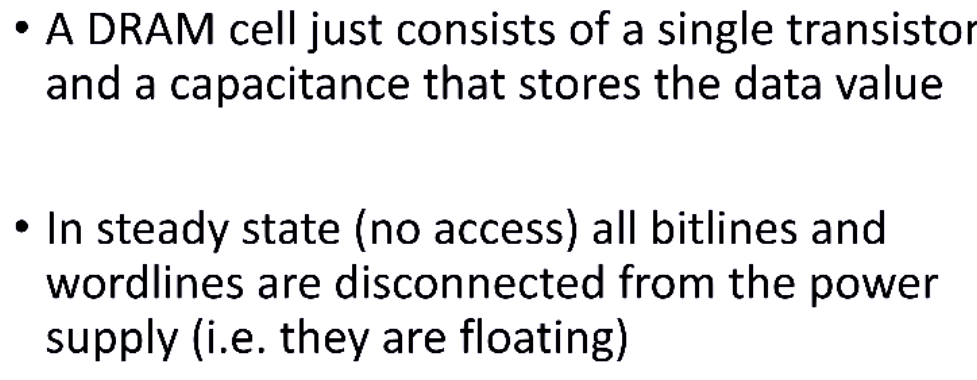 • A DRAM cell just consists of a single transistor
and a capacitance that stores the data value
• In steady state (no access) all bitlines and
wordlines are disconnected from the power
supply (i.e. they are floating)